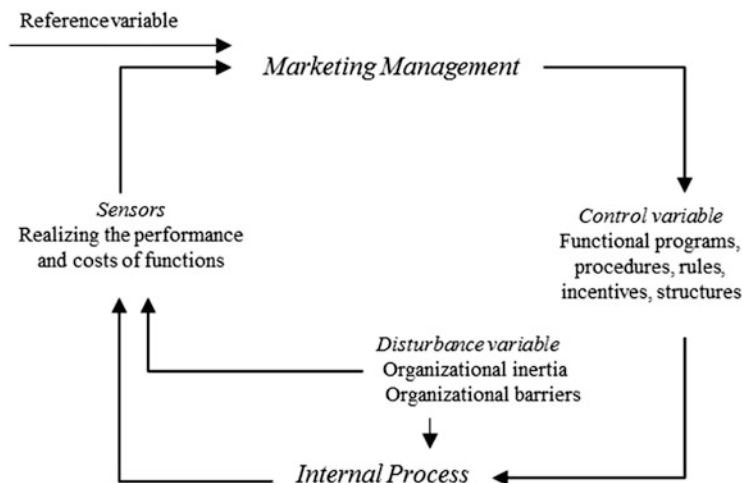 Reference variable
Marketing Management
Sensors
Realizing the performance
and costs of functions
Control variable
Functional programs,
procedures, rules,
incentives, structures
Disturbance variable
Organizational inertia
Organizational barriers
Internal Process